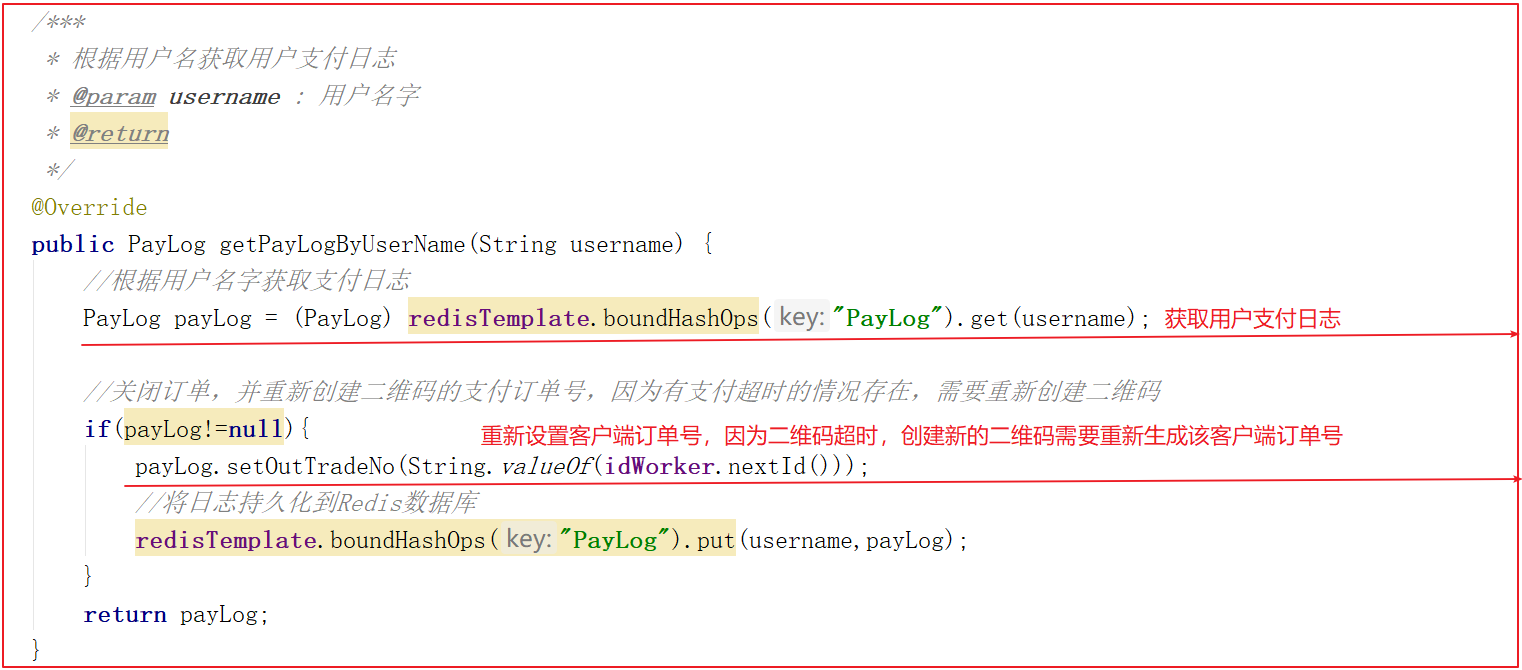 /***
* 根据用户名获取用户支付日志
* @param username : 用户名字
* @return
*/
@Override
public PayLog getPayLogByUserName(String username) {
//根据用户名字获取支付日志
PayLog payLog = (PayLog) redisTemplate.boundHashOps( key: "PayLog").get(username); 获取用户支付日志
//关闭订单，并重新创建二维码的支付订单号，因为有支付超时的情况存在，需要重新创建二维码
if(payLog!=null){
重新设置客户端订单号，因为二维码超时，创建新的二维码需要重新生成该客户端订单号
payLog.setOutTradeNo(String.valueOf(idWorker.nextId()));
//将日志持久化到Redis数据库
redisTemplate.boundHashOps( key: "PayLog").put(username,payLog);
}
return payLog;
}